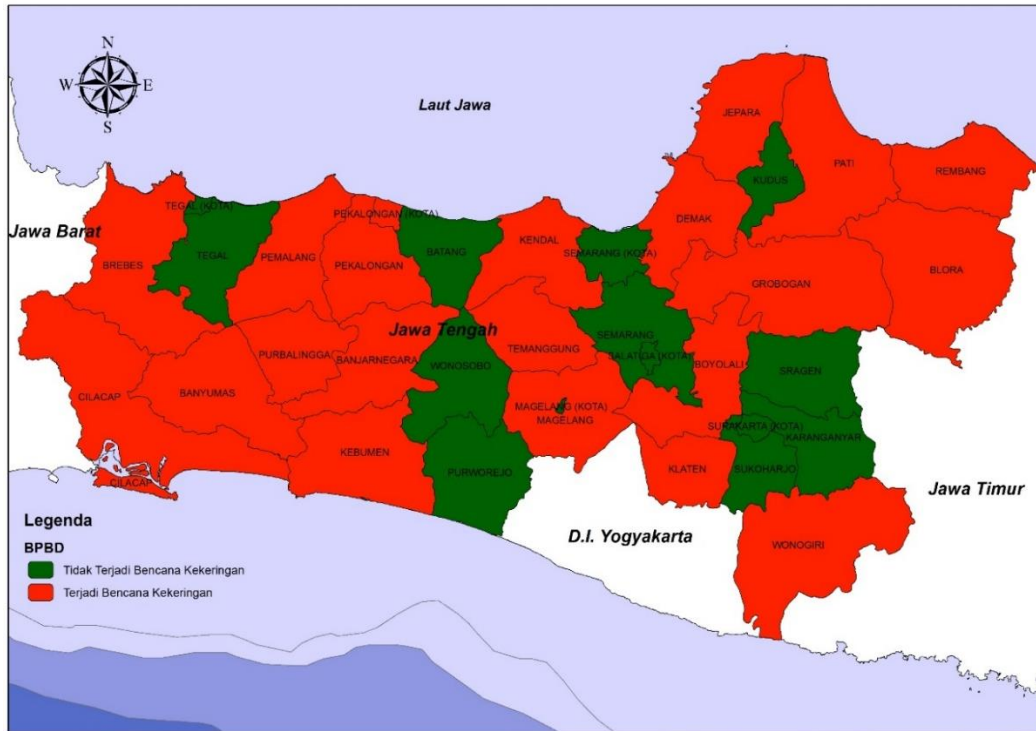 N
W E
S
Laut Jawa
JEPARA
PATI
REMBANG
KUDUS
TEGAL (KOTA)
PEKALONGAN (KOTA)
DEMAK
Jawa Barat
BREBES
TEGAL
PEMALANG
PEKALONGAN
BATANG
KENDAL
SEMARANG (KOTA)
BLORA
GROBOGAN
Jawa Tengah
SEMARANG
PURBALINGGA
BANJARNEGARA
WONOSOBO
TEMANGGUNG
SALATIGA (KOTA)
BOYOLALI
SRAGEN
CILACAP
BANYUMAS
MAGELANG (KOTA)
MAGELANG
SURAKARTA (KOTA)
KARANGANYAR
KEBUMEN
PURWOREJO
KLATEN
SUKOHARJO
CILACAP
Jawa Timur
Legenda
D.I. Yogyakarta
WONOGIRI
BPBD
Tidak Terjadi Bencana Kekeringan
Terjadi Bencana Kekeringan